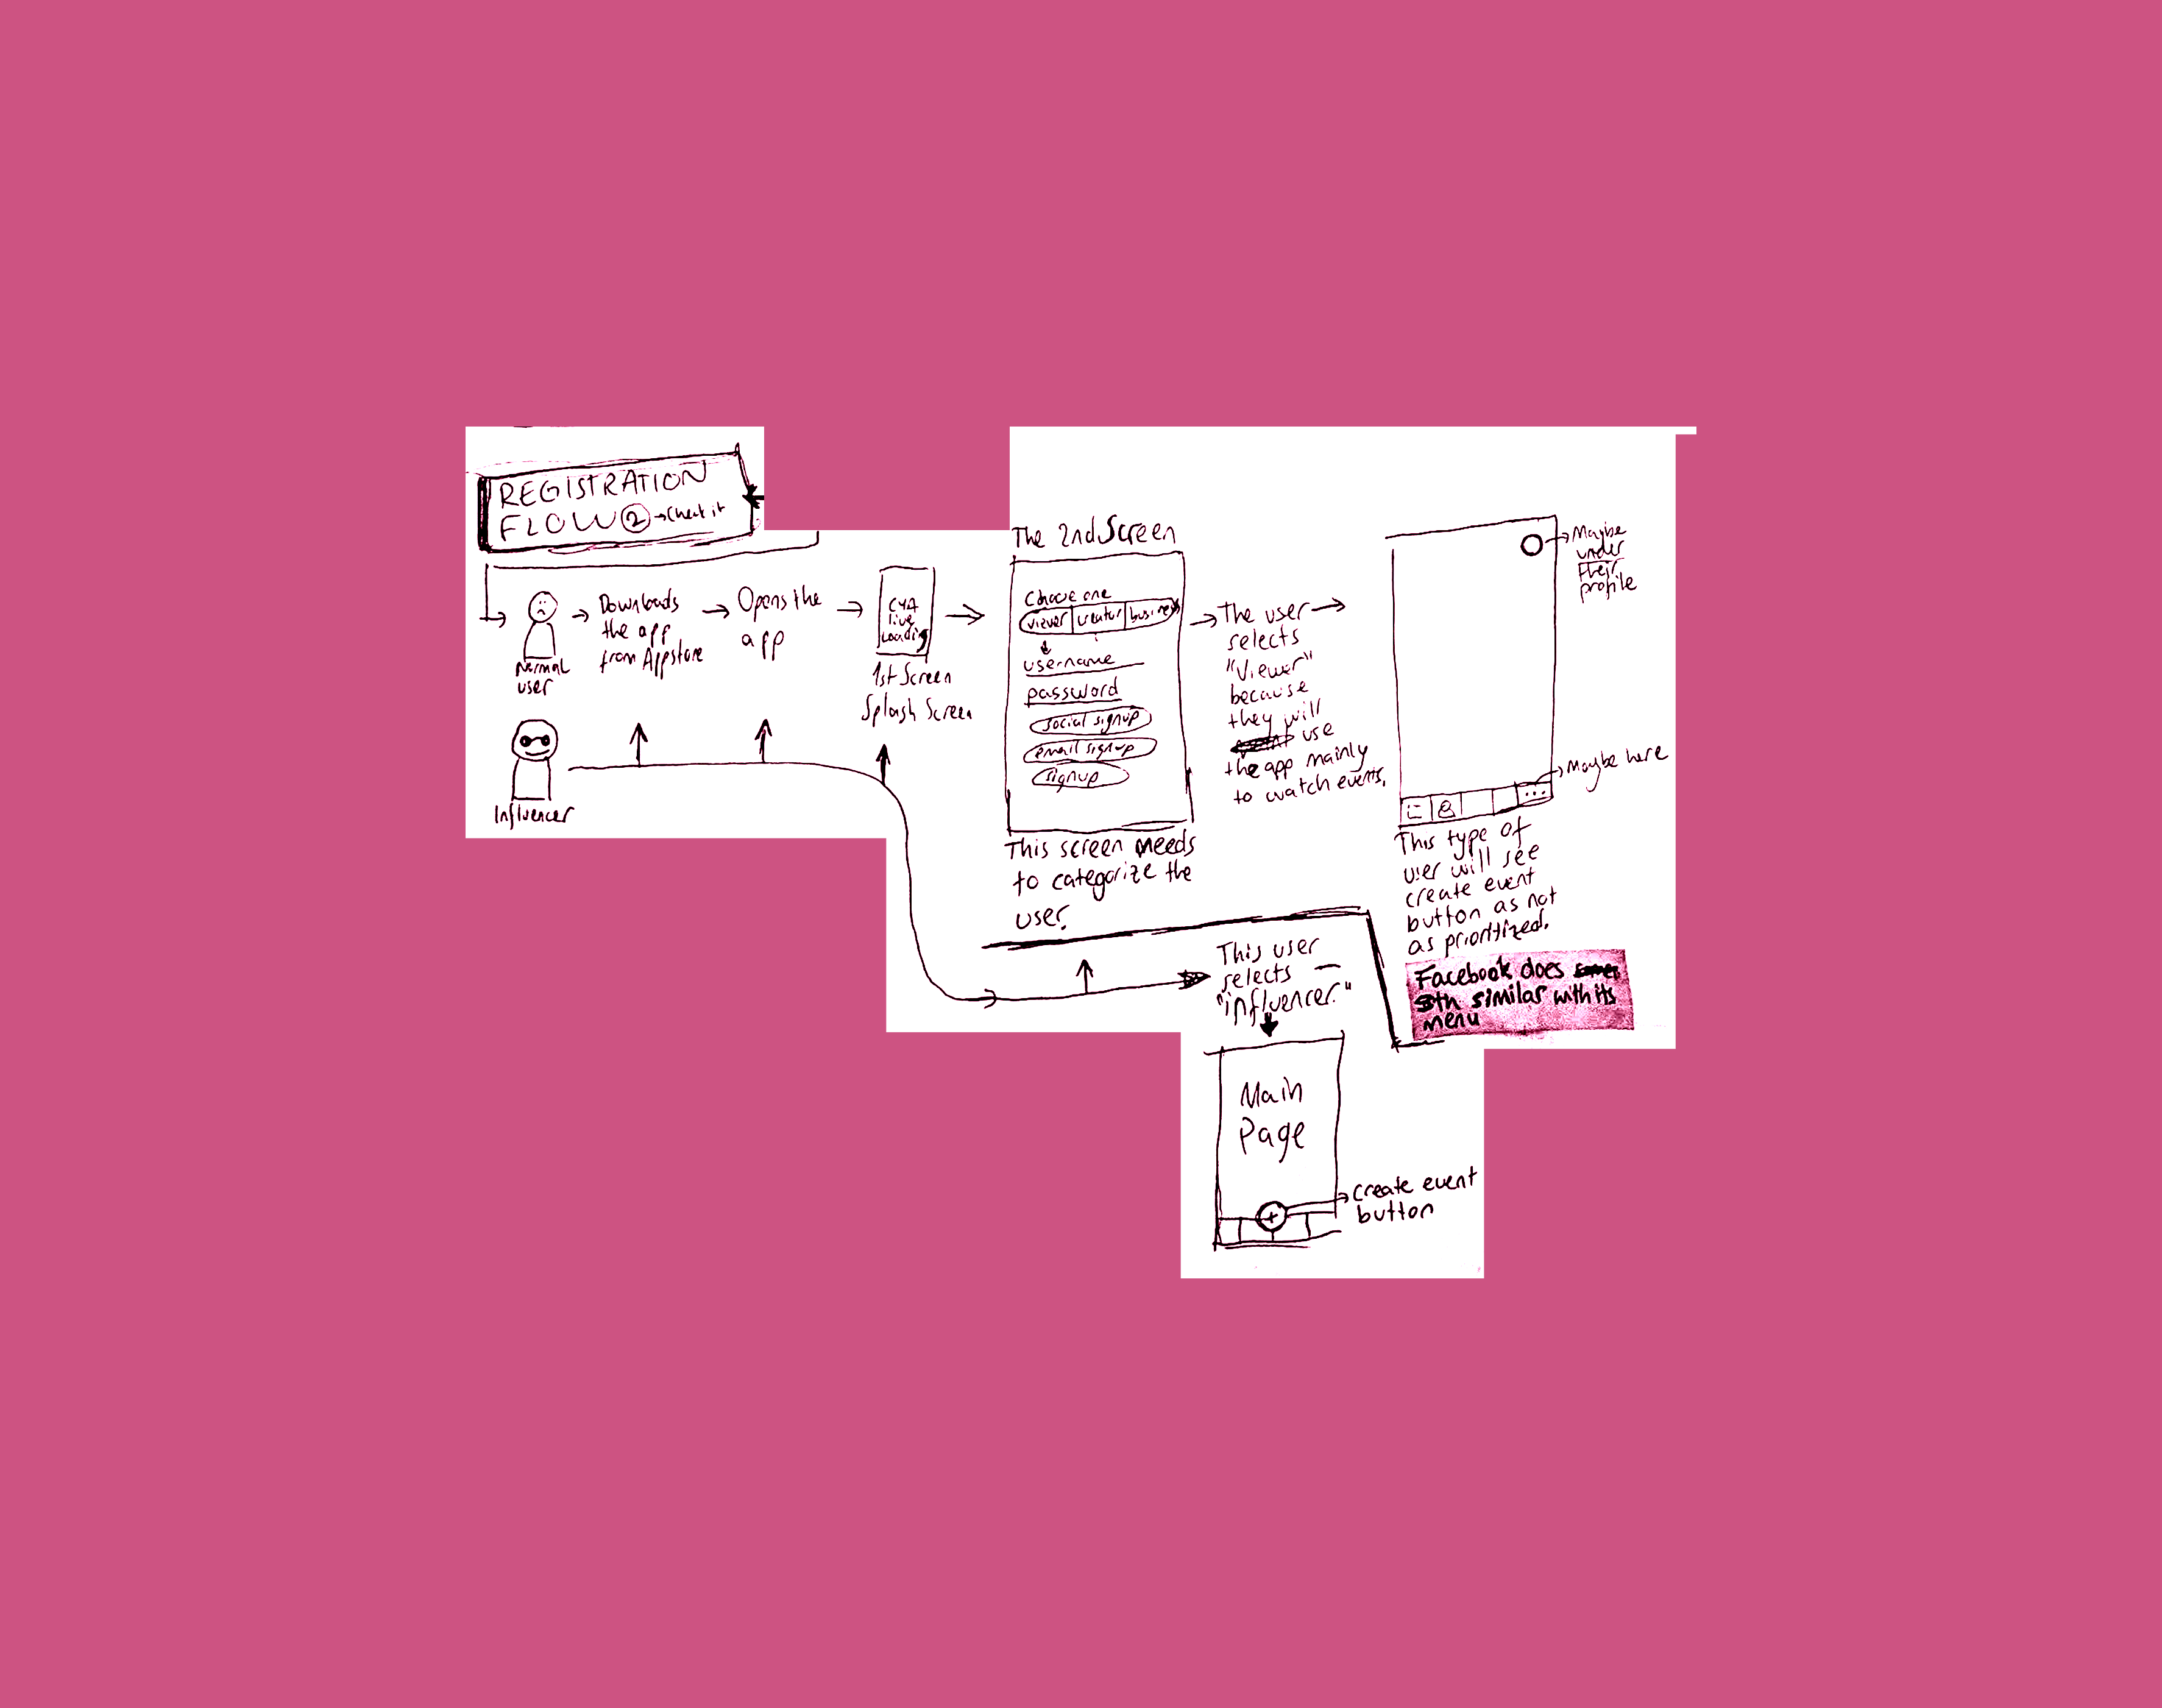 REGISTRATION
FLOW 2 → Check it
Normal
user
Downloads
the app
from Appstore
Opens the
app
CYA
live
Loading
1st Screen
Splash Screen
The 2nd Screen
Choose one
viewer creator business
username
password
social signup
email signup
signup
This screen needs
to categorize the
user.
The user
selects
"Viewer"
because
they will
use
the app mainly
to watch events.
Maybe
under
their
profile
Maybe here
This type of
user will see
create event
button as not
as prioritized.
Facebook does
sth similar with its
menu
Influencer
This user
selects
"influencer."
Main
Page
Create event
button